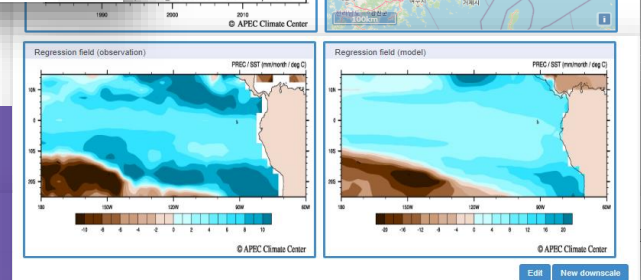 1990 2000 2010
© APEC Climate Center
100km
i
Regression field (observation)
PREC / SST (mm/month / deg C)
10N
0
10S
20S
180 150W 120W 90W 60W
-10 -8 -6 -4 -2 0 2 4 6 8 10
© APEC Climate Center
Regression field (model)
PREC / SST (mm/month / deg C)
10N
0
10S
20S
180 150W 120W 90W 60W
-20 -16 -12 -8 -4 0 4 8 12 16 20
© APEC Climate Center
Edit New downscale